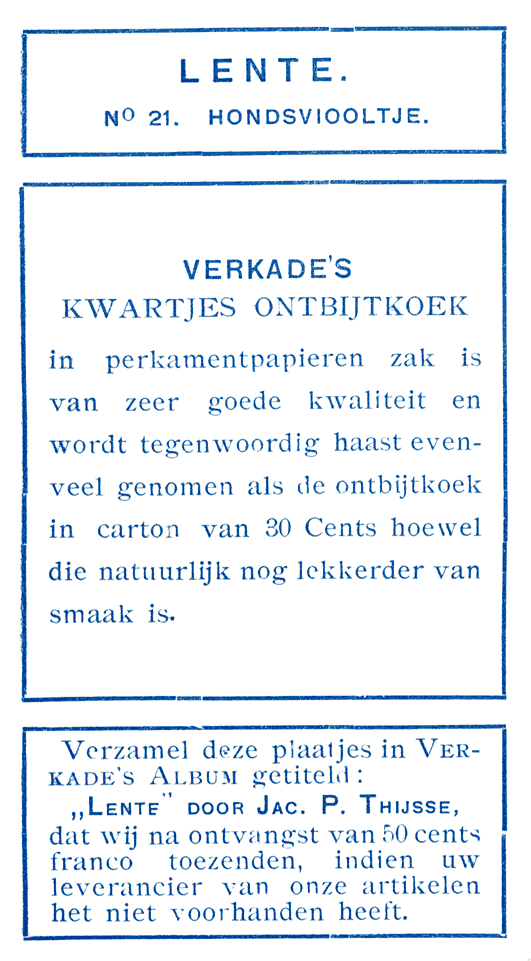 LENTE.
No 21. HONDSVIOOLTJE.
VERKADE'S
KWARTJES ONTBIJTKOEK
in perkamentpapieren zak is
van zeer goede kwaliteit en
wordt tegenwoordig haast even-
veel genomen als de ontbijtkoek
in carton van 30 Cents hoewel
die natuurlijk nog lekkerder van
smaak is.
Verzamel deze plaatjes in VER-
KADE'S ALBUM getiteld:
„LENTE" DOOR JAC. P. THIJSSE,
dat wij na ontvangst van 50 cents
franco toezenden, indien uw
leverancier van onze artikelen
het niet voorhanden heeft.